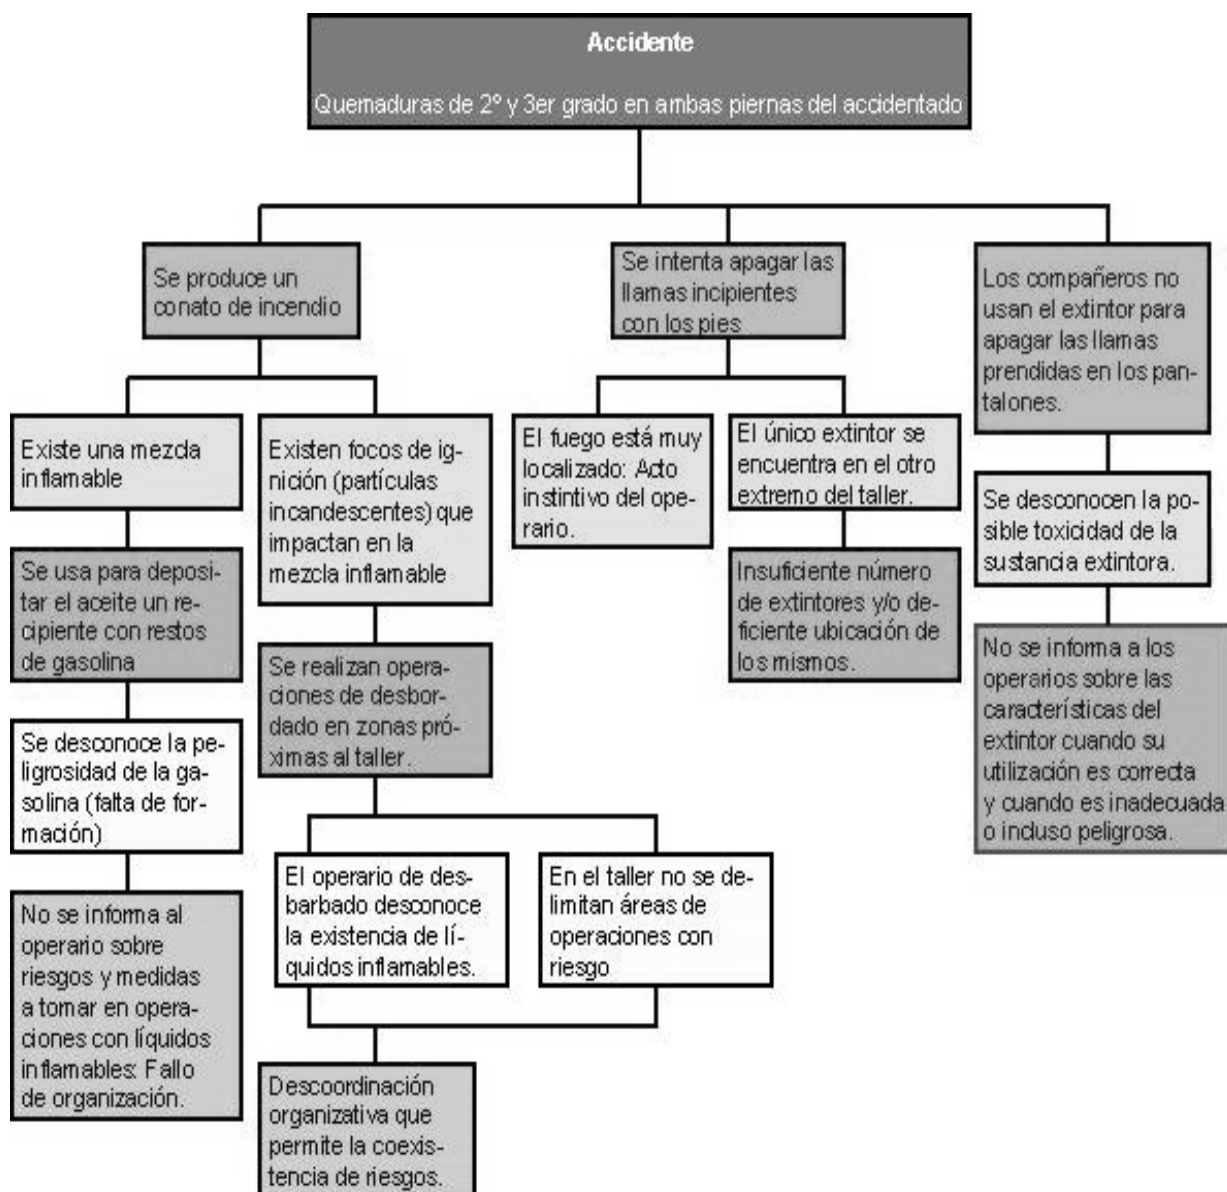 Accidente
Quemaduras de 2º y 3er grado en ambas piernas del accidentado
Se produce un
conato de incendio
Se intenta apagar las
llamas incipientes
con los pies
Los compañeros no
usan el extintor para
apagar las llamas
prendidas en los pan-
talones.
Existe una mezcla
inflamable
Existen focos de ig-
nición (partículas
incandescentes) que
impactan en la
mezcla inflamable
El fuego está muy
localizado: Acto
instintivo del ope-
rario.
El único extintor se
encuentra en el otro
extremo del taller.
Se desconocen la po-
sible toxicidad de la
sustancia extintora.
Se usa para deposi-
tar el aceite un re-
cipiente con restos
de gasolina
Se realizan opera-
ciones de desbor-
dado en zonas pró-
ximas al taller.
Insuficiente número
de extintores y/o de-
ficiente ubicación de
los mismos.
No se informa a los
operarios sobre las
características del
extintor cuando su
utilización es correcta
y cuando es inadecuada
o incluso peligrosa.
Se desconoce la pe-
ligrosidad de la ga-
solina (falta de for-
mación)
El operario de des-
barbado desconoce
la existencia de lí-
quidos inflamables.
En el taller no se de-
limitan áreas de
operaciones con
riesgo
No se informa al
operario sobre
riesgos y medidas
a tomar en opera-
ciones con líquidos
inflamables: Fallo
de organización.
Descoordinación
organizativa que
permite la coexis-
tencia de riesgos.